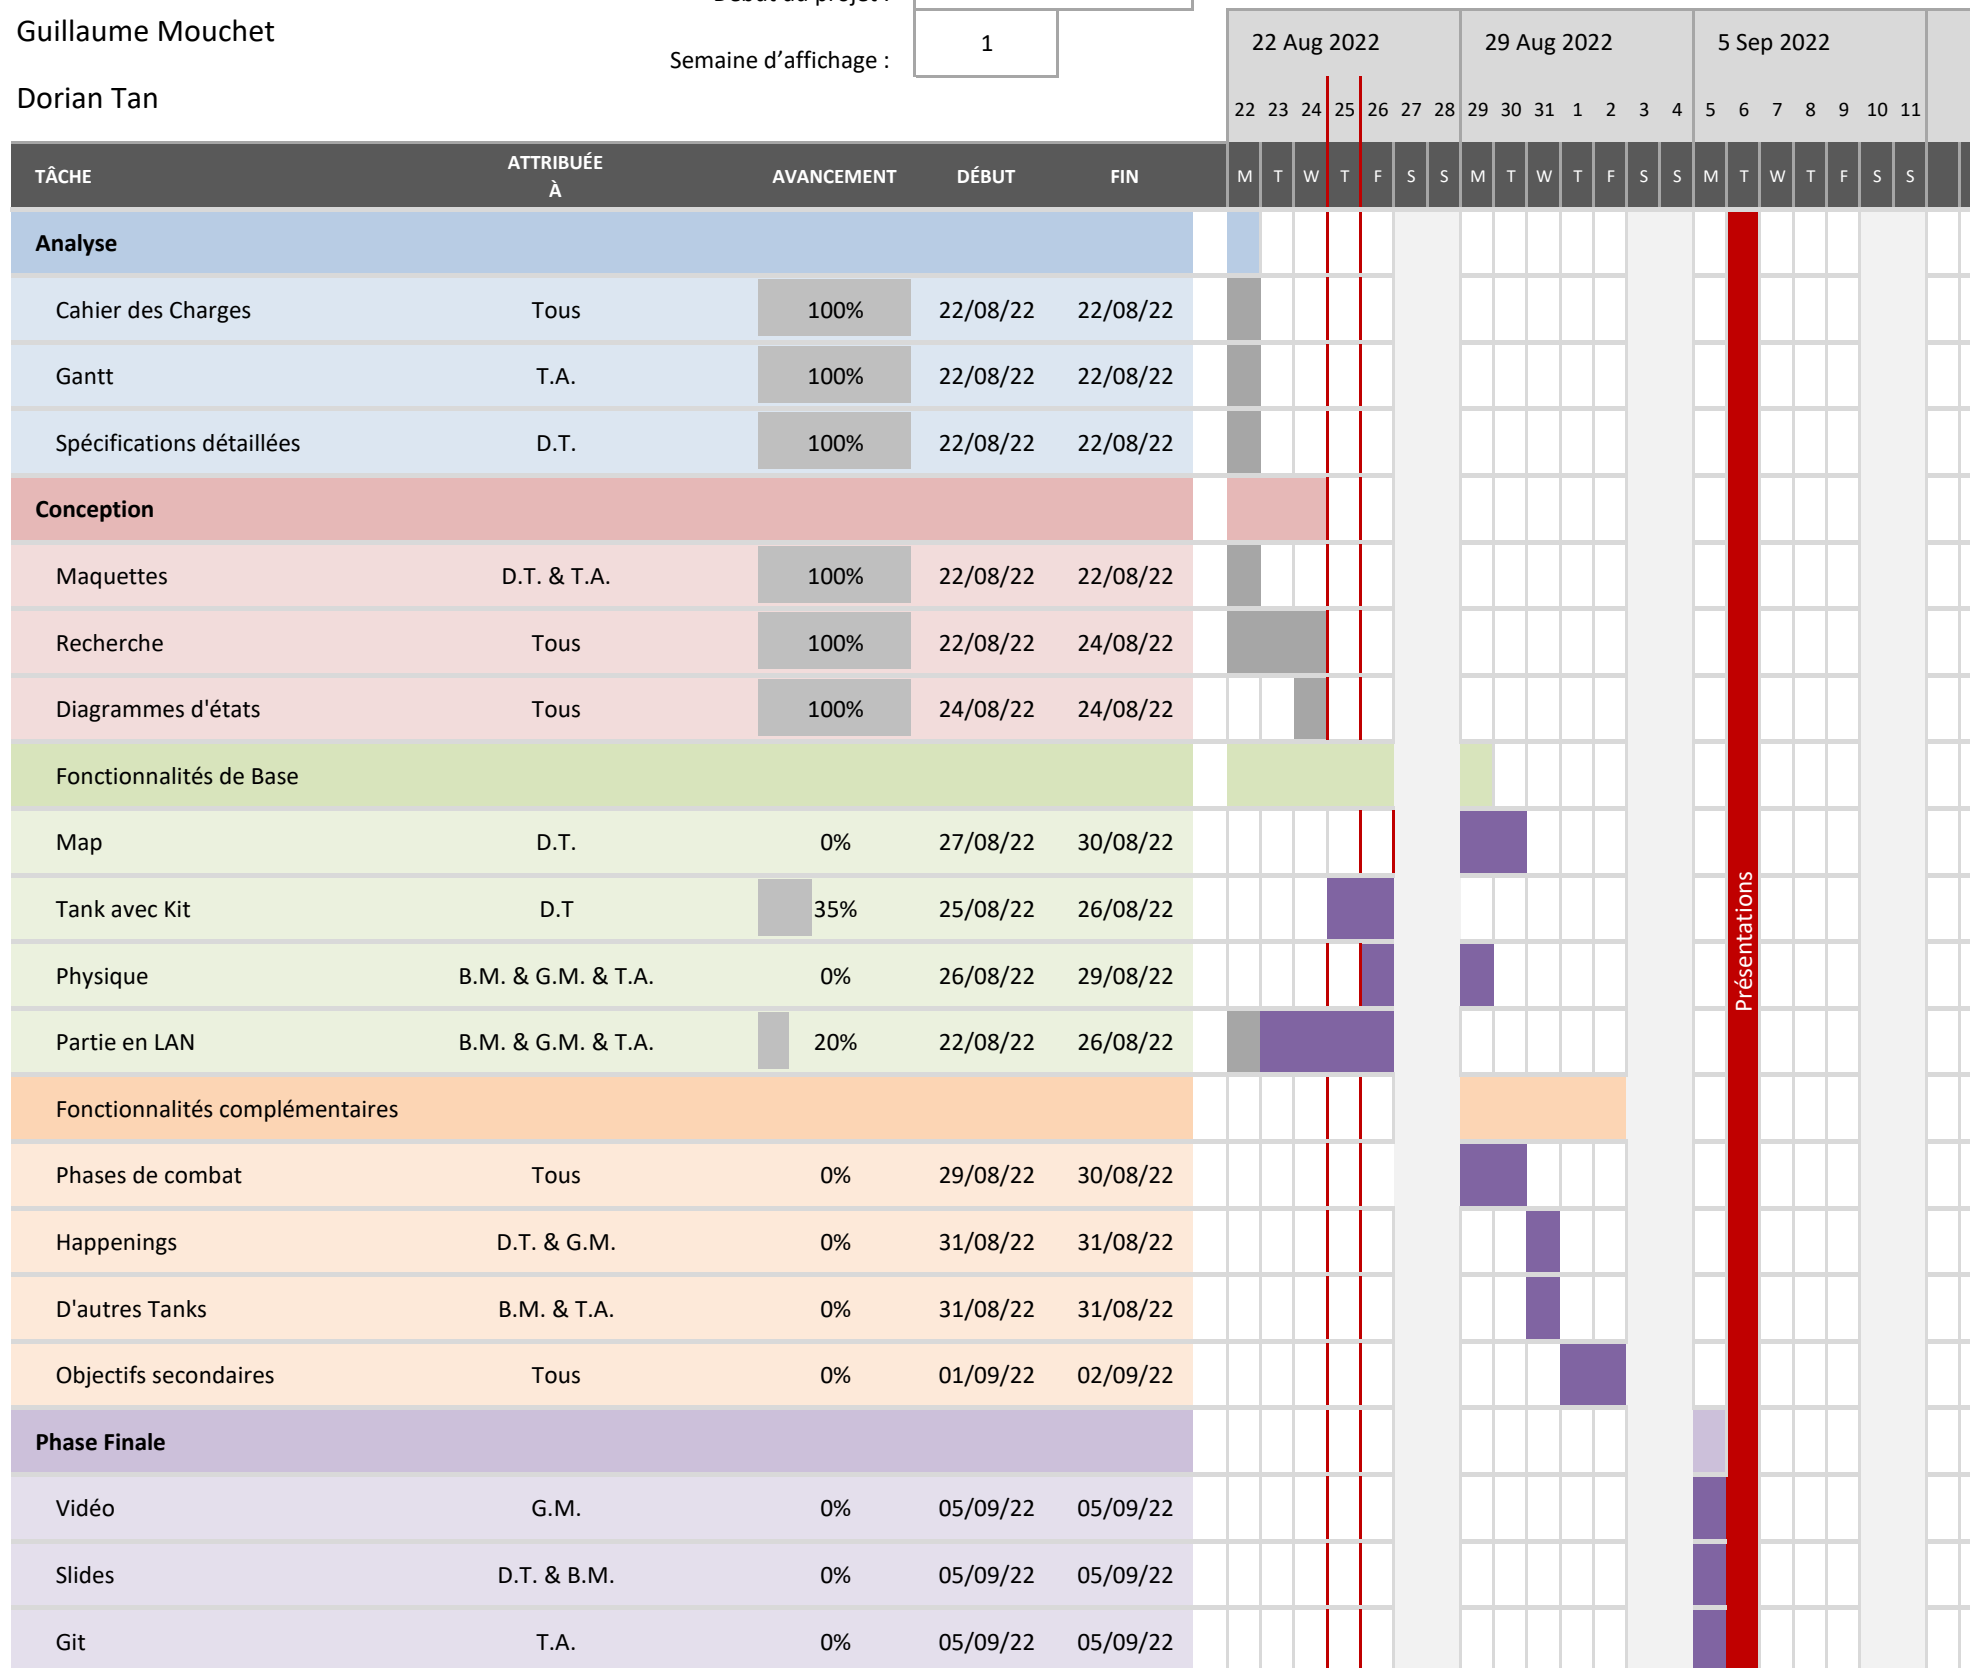 Début du projet :
Guillaume Mouchet
Semaine d'affichage :
1
22 Aug 2022 29 Aug 2022 5 Sep 2022
Dorian Tan
22 23 24 25 26 27 28 29 30 31 1 2 3 4 5 6 7 8 9 10 11
TÂCHE ATTRIBUÉE À AVANCEMENT DÉBUT FIN M T W T F S S M T W T F S S M T W T F S S
Analyse
Cahier des Charges Tous 100% 22/08/22 22/08/22
Gantt T.A. 100% 22/08/22 22/08/22
Spécifications détaillées D.T. 100% 22/08/22 22/08/22
Conception
Maquettes D.T. & T.A. 100% 22/08/22 22/08/22
Recherche Tous 100% 22/08/22 24/08/22
Diagrammes d'états Tous 100% 24/08/22 24/08/22
Fonctionnalités de Base
Map D.T. 0% 27/08/22 30/08/22
Tank avec Kit D.T 35% 25/08/22 26/08/22
Physique B.M. & G.M. & T.A. 0% 26/08/22 29/08/22
Partie en LAN B.M. & G.M. & T.A. 20% 22/08/22 26/08/22
Fonctionnalités complémentaires
Phases de combat Tous 0% 29/08/22 30/08/22
Happenings D.T. & G.M. 0% 31/08/22 31/08/22
D'autres Tanks B.M. & T.A. 0% 31/08/22 31/08/22
Objectifs secondaires Tous 0% 01/09/22 02/09/22
Phase Finale
Vidéo G.M. 0% 05/09/22 05/09/22
Slides D.T. & B.M. 0% 05/09/22 05/09/22
Git T.A. 0% 05/09/22 05/09/22
Présentations